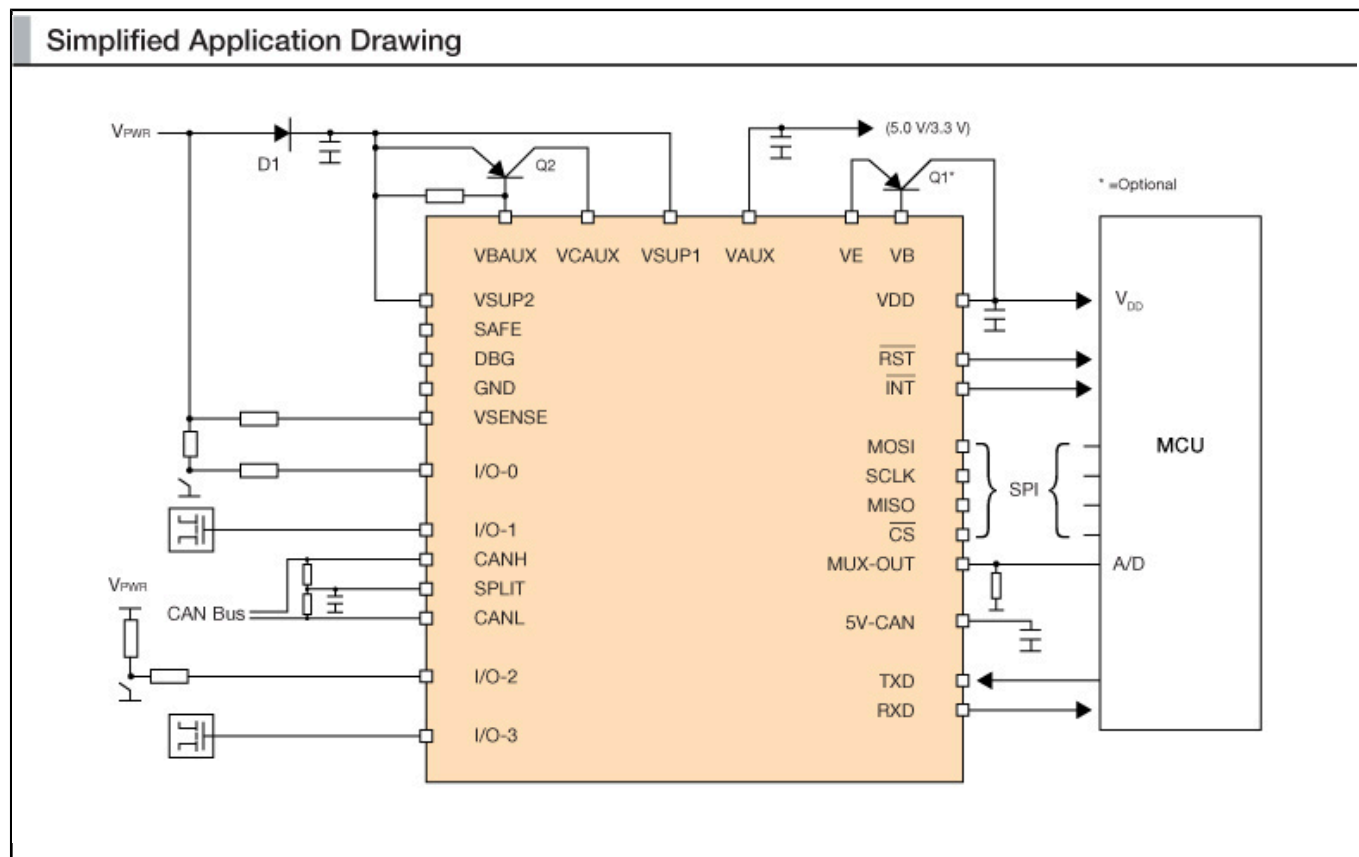 Simplified Application Drawing
VPWR
D1
Q2
(5.0 V/3.3 V)
Q1*
* =Optional
VBAUX VCAUX VSUP1 VAUX VE VB
VSUP2
SAFE
DBG
GND
VSENSE
I/O-0
I/O-1
CANH
SPLIT
CANL
I/O-2
I/O-3
VPWR
CAN Bus
VDD
RST
INT
MOSI
SCLK
MISO
CS
MUX-OUT
5V-CAN
TXD
RXD
SPI
VDD
MCU
A/D